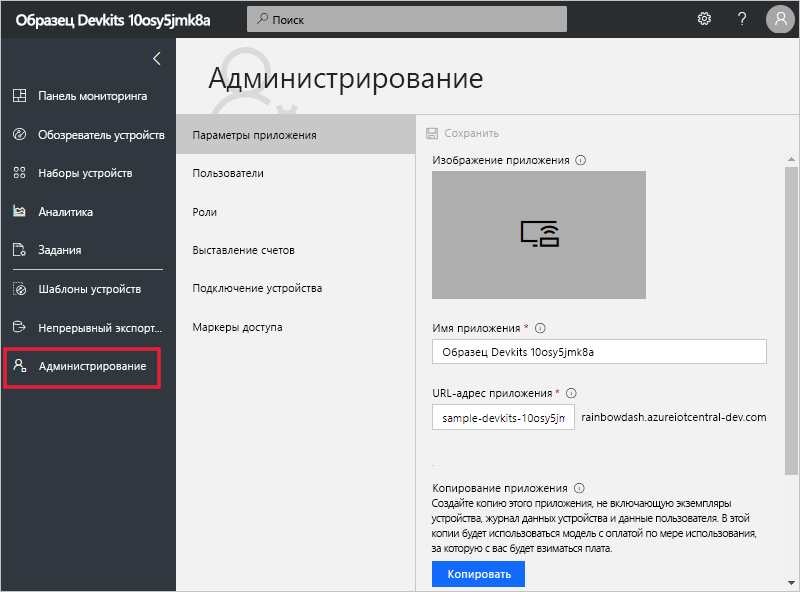 Образец Devkits 10osy5jmk8a
Поиск
?
Панель мониторинга
Обозреватель устройств
Наборы устройств
Аналитика
Задания
Шаблоны устройств
Непрерывный экспорт...
Администрирование
Администрирование
Параметры приложения
Пользователи
Роли
Выставление счетов
Подключение устройства
Маркеры доступа
Сохранить
Изображение приложения
Имя приложения *
Образец Devkits 10osy5jmk8a
URL-адрес приложения *
sample-devkits-10osy5jm rainbowdash.azureiotcentral-dev.com
Копирование приложения
Создайте копию этого приложения, не включающую экземпляры
устройства, журнал данных устройства и данные пользователя. В этой
копии будет использоваться модель с оплатой по мере использования,
за которую с вас будет взиматься плата.
Копировать